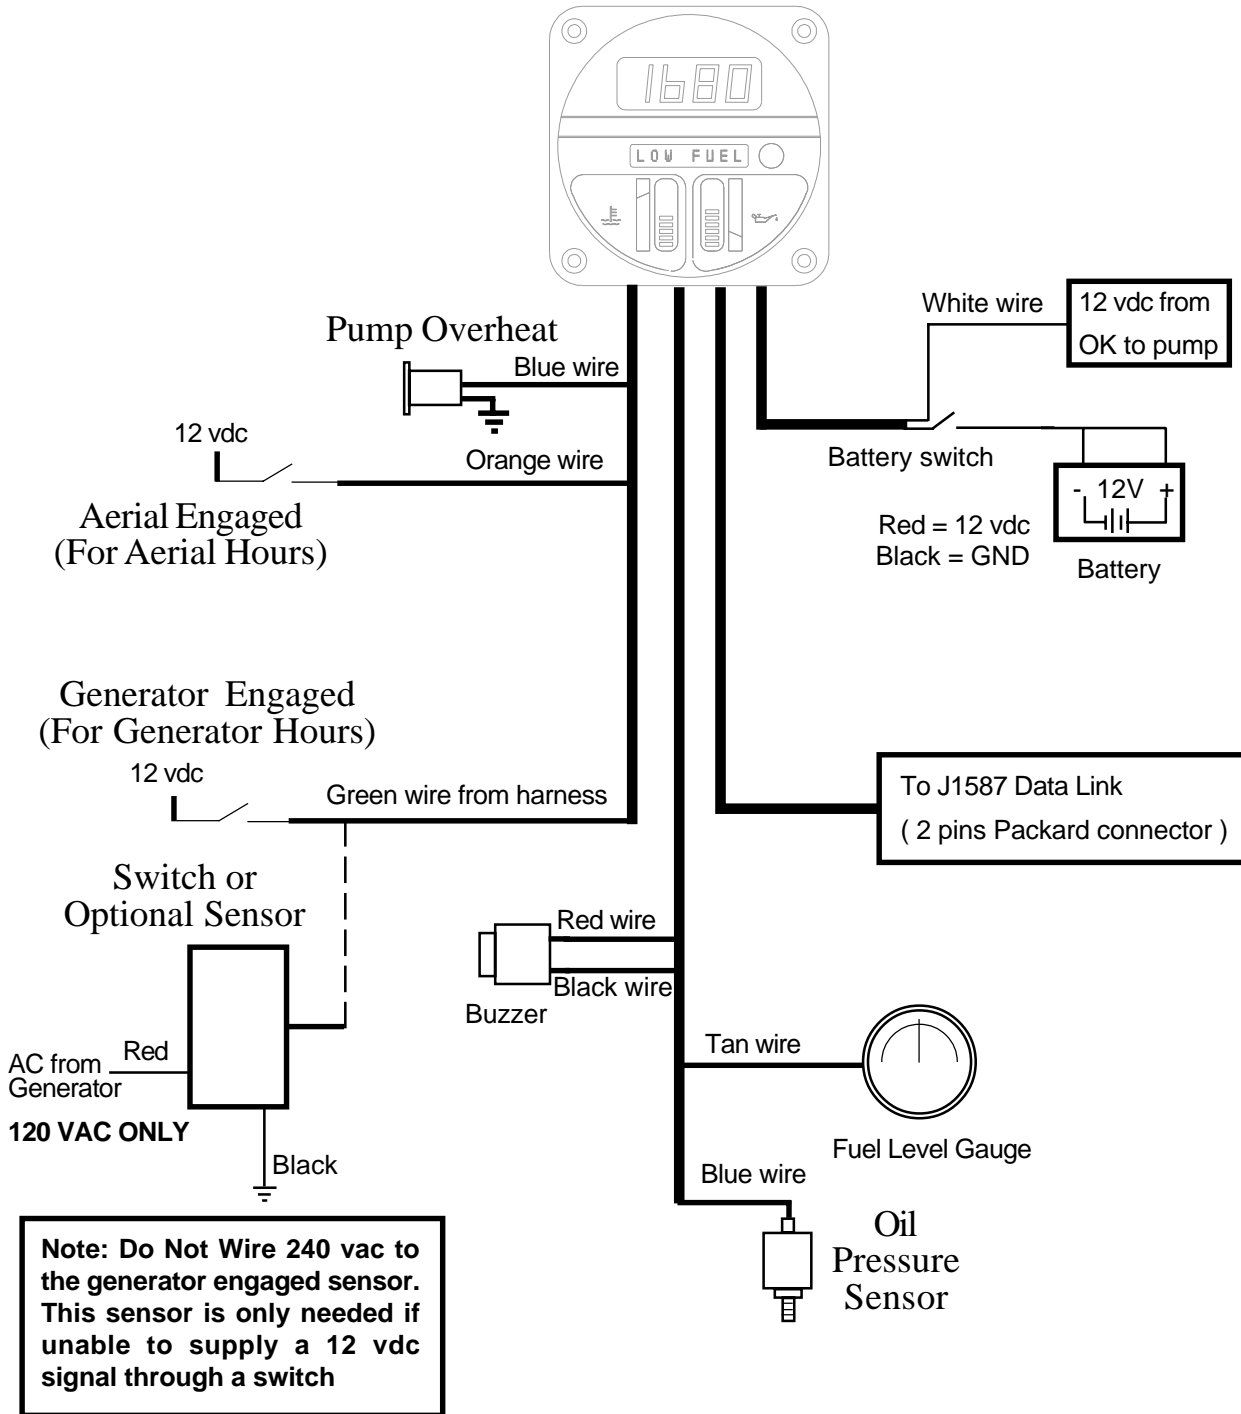 1680
LOW FUEL
White wire
12 vdc from
OK to pump
Pump Overheat
Blue wire
12 vdc
Orange wire
Aerial Engaged
(For Aerial Hours)
Battery switch
- 12V +
Red = 12 vdc
Black = GND
Battery
Generator Engaged
(For Generator Hours)
12 vdc
Green wire from harness
To J1587 Data Link
( 2 pins Packard connector )
Switch or
Optional Sensor
Red wire
Black wire
Buzzer
Tan wire
AC from
Generator
Red
120 VAC ONLY
Black
Fuel Level Gauge
Blue wire
Oil
Pressure
Sensor
Note: Do Not Wire 240 vac to
the generator engaged sensor.
This sensor is only needed if
unable to supply a 12 vdc
signal through a switch